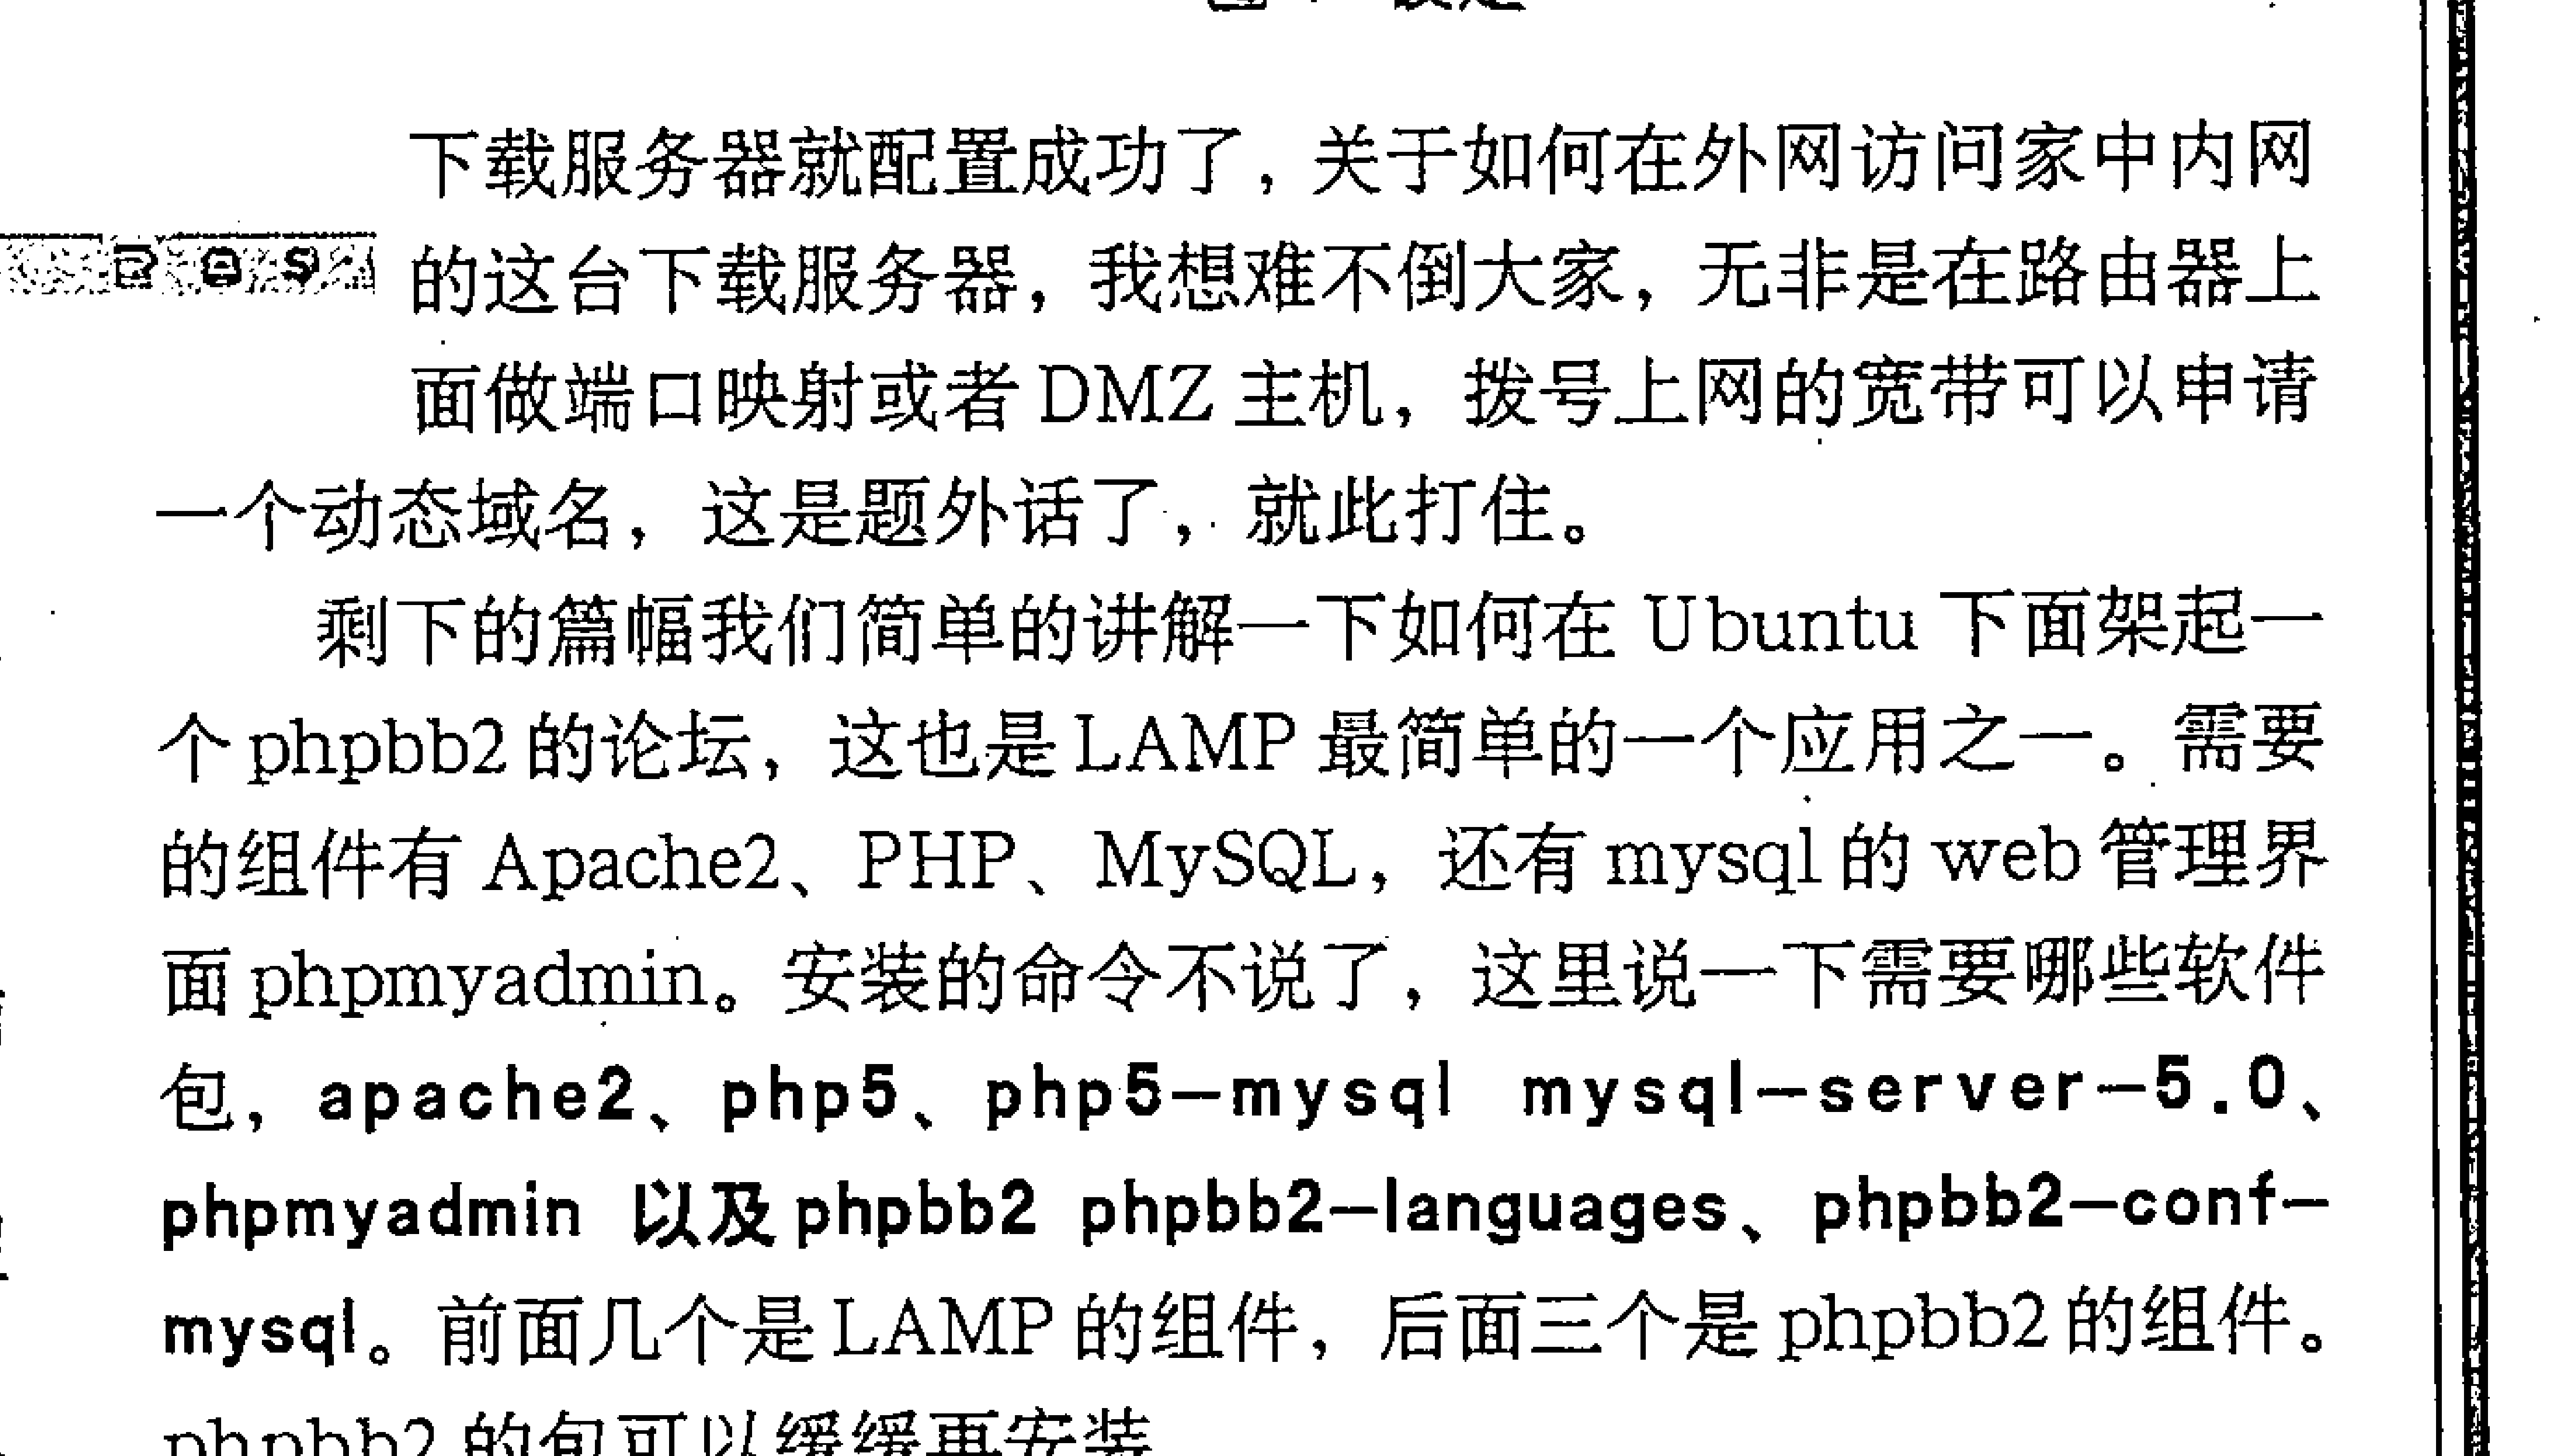 下载服务器就配置成功了，关于如何在外网访问家中内网
的这台下载服务器，我想难不倒大家，无非是在路由器上
面做端口映射或者 DMZ 主机，拨号上网的宽带可以申请
一个动态域名，这是题外话了，就此打住。
剩下的篇幅我们简单的讲解一下如何在 Ubuntu 下面架起一
个 phpbb2 的论坛，这也是 LAMP 最简单的一个应用之一。需要
的组件有 Apache2、PHP、MySQL，还有 mysql 的 web 管理界
面 phpmyadmin。安装的命令不说了，这里说一下需要哪些软件
包，apache2、php5、php5-mysql mysql-server-5.0、
phpmyadmin 以及 phpbb2 phpbb2-languages、phpbb2-conf-
mysql。前面几个是 LAMP 的组件，后面三个是 phpbb2 的组件。
phpbb2 的包可以缓缓再安装